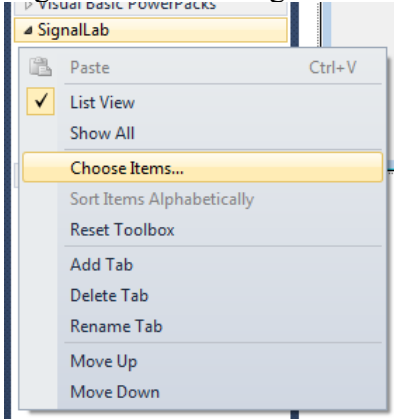 Visual Basic PowerPacks
SignalLab
Paste Ctrl+V
List View
Show All
Choose Items...
Sort Items Alphabetically
Reset Toolbox
Add Tab
Delete Tab
Rename Tab
Move Up
Move Down